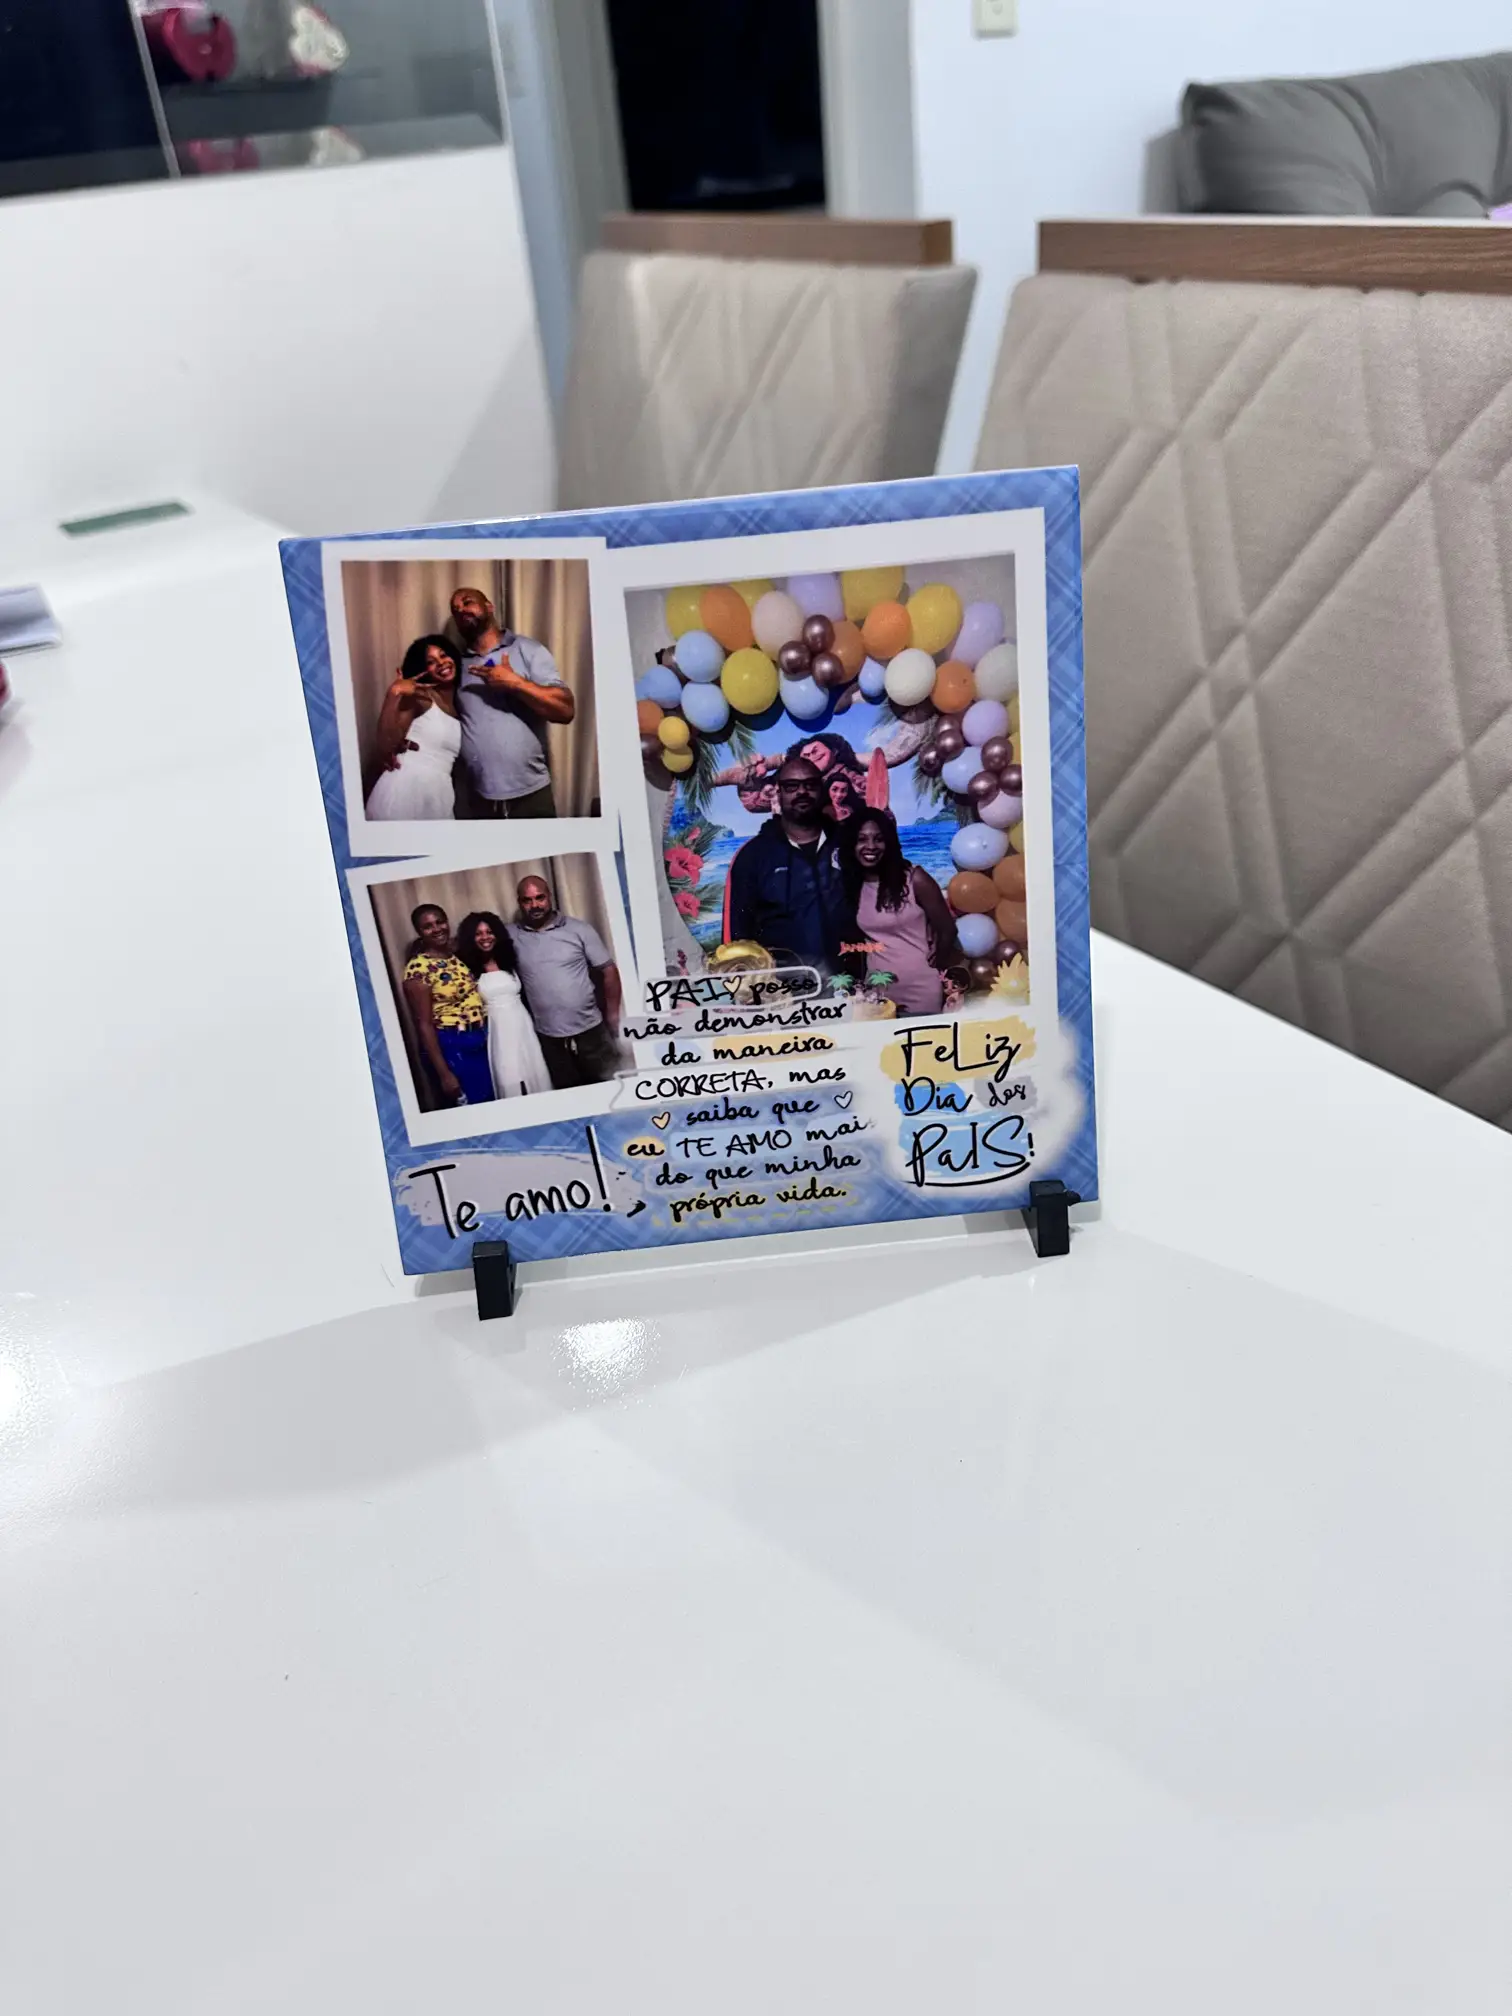 PAI, posso
não demonstrar
da maneira
CORRETA, mas
saiba que
eu TE AMO mai
do que minha
própria vida.
Te amo!
FeLiz
Dia dos
PaIS!